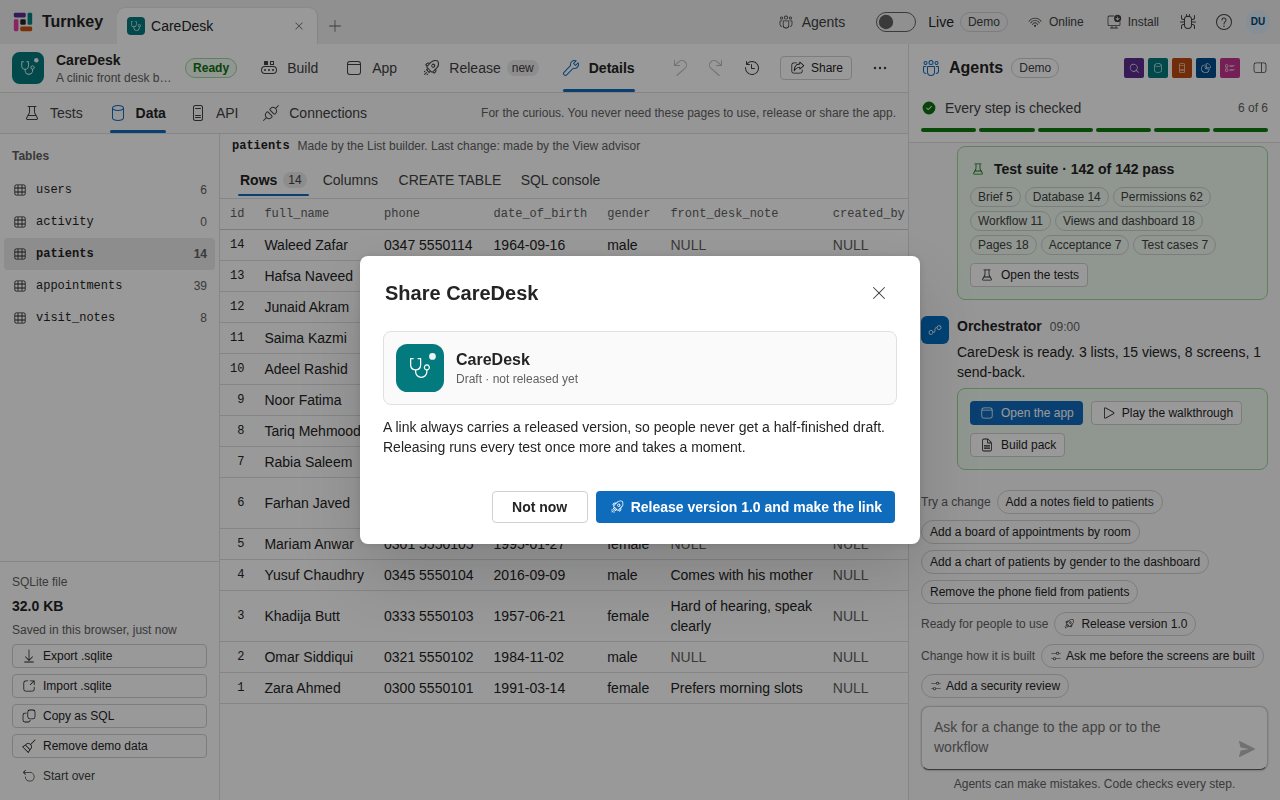 Turnkey
CareDesk
Agents
Live
Demo
Online
Install
DU
CareDesk
A clinic front desk b…
Ready
Build
App
Release new
Details
Share
Agents
Demo
Tests
Data
API
Connections
For the curious. You never need these pages to use, release or share the app.
Every step is checked
6 of 6
Tables
users 6
activity 0
patients 14
appointments 39
visit_notes 8
SQLite file
32.0 KB
Saved in this browser, just now
Export .sqlite
Import .sqlite
Copy as SQL
Remove demo data
Start over
patients Made by the List builder. Last change: made by the View advisor
Rows 14
Columns
CREATE TABLE
SQL console
id full_name phone date_of_birth gender front_desk_note created_by
14 Waleed Zafar 0347 5550114 1964-09-16 male NULL NULL
13 Hafsa Naveed
12 Junaid Akram
11 Saima Kazmi
10 Adeel Rashid
9 Noor Fatima
8 Tariq Mehmood
7 Rabia Saleem
6 Farhan Javed
5 Mariam Anwar 0301 5550105 1995-01-27 female NULL NULL
4 Yusuf Chaudhry 0345 5550104 2016-09-09 male Comes with his mother NULL
3 Khadija Butt 0333 5550103 1957-06-21 female Hard of hearing, speak
clearly NULL
2 Omar Siddiqui 0321 5550102 1984-11-02 male NULL NULL
1 Zara Ahmed 0300 5550101 1991-03-14 female Prefers morning slots NULL
Share CareDesk
CareDesk
Draft · not released yet
A link always carries a released version, so people never get a half-finished draft.
Releasing runs every test once more and takes a moment.
Not now
Release version 1.0 and make the link
Test suite · 142 of 142 pass
Brief 5
Database 14
Permissions 62
Workflow 11
Views and dashboard 18
Pages 18
Acceptance 7
Test cases 7
Open the tests
Orchestrator 09:00
CareDesk is ready. 3 lists, 15 views, 8 screens, 1
send-back.
Open the app
Play the walkthrough
Build pack
Try a change
Add a notes field to patients
Add a board of appointments by room
Add a chart of patients by gender to the dashboard
Remove the phone field from patients
Ready for people to use
Release version 1.0
Change how it is built
Ask me before the screens are built
Add a security review
Ask for a change to the app or to the
workflow
Agents can make mistakes. Code checks every step.